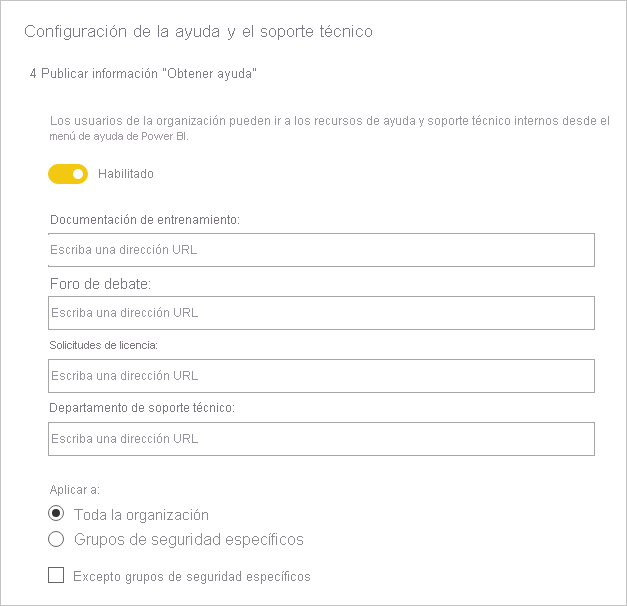 Configuración de la ayuda y el soporte técnico
4 Publicar información "Obtener ayuda"
Los usuarios de la organización pueden ir a los recursos de ayuda y soporte técnico internos desde el
menú de ayuda de Power BI.
Habilitado
Documentación de entrenamiento:
Escriba una dirección URL
Foro de debate:
Escriba una dirección URL
Solicitudes de licencia:
Escriba una dirección URL
Departamento de soporte técnico:
Escriba una dirección URL
Aplicar a:
Toda la organización
Grupos de seguridad específicos
Excepto grupos de seguridad específicos